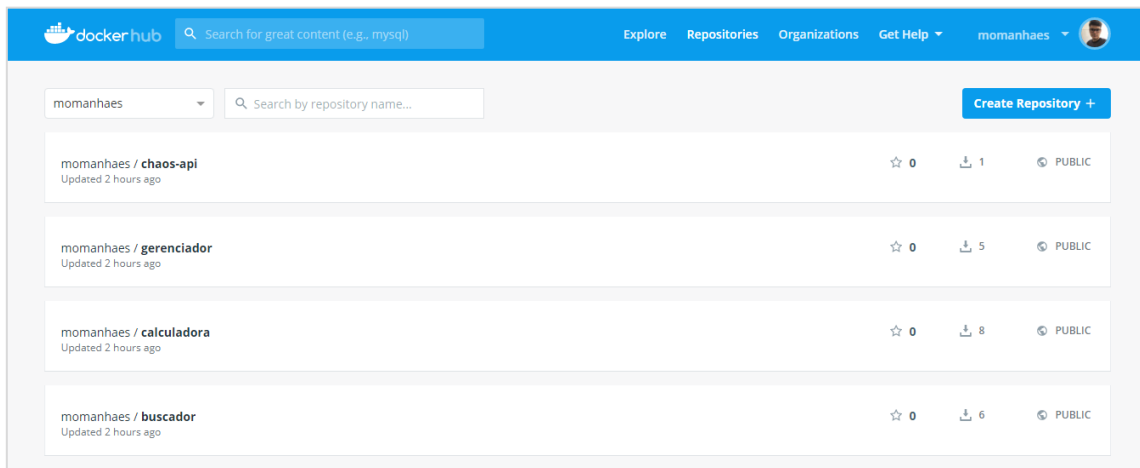 dockerhub Search for great content (e.g., mysql) Explore Repositories Organizations Get Help momanhaes
momanhaes Search by repository name... Create Repository +
momanhaes / chaos-api 0 1 PUBLIC
Updated 2 hours ago
momanhaes / gerenciador 0 5 PUBLIC
Updated 2 hours ago
momanhaes / calculadora 0 8 PUBLIC
Updated 2 hours ago
momanhaes / buscador 0 6 PUBLIC
Updated 2 hours ago